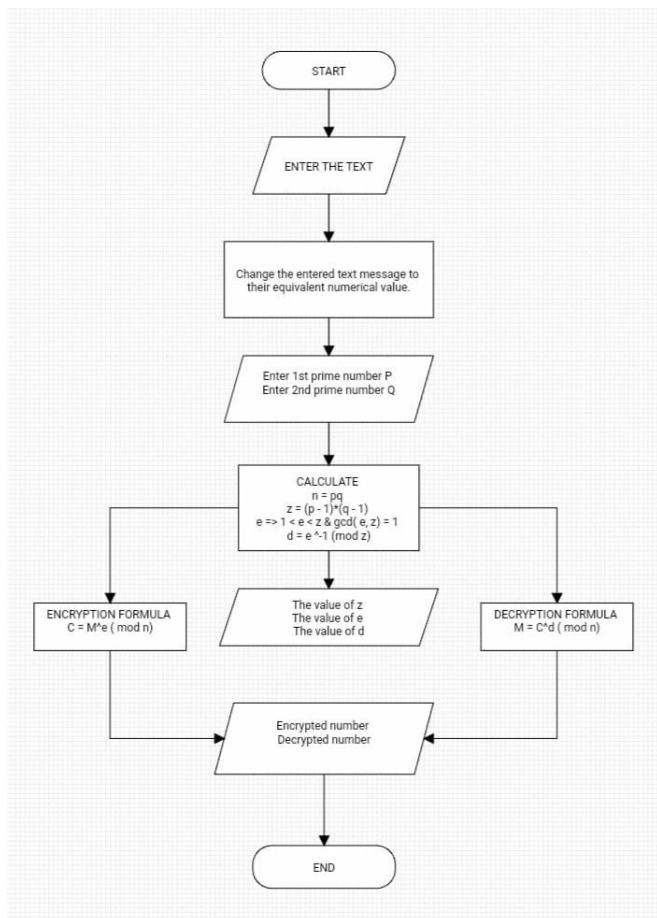 START
ENTER THE TEXT
Change the entered text message to
their equivalent numerical value.
Enter 1st prime number P
Enter 2nd prime number Q
CALCULATE
n = pq
z = (p - 1)*(q - 1)
e => 1 < e < z & gcd( e, z) = 1
d = e ^-1 (mod z)
ENCRYPTION FORMULA
C = M^e ( mod n)
The value of z
The value of e
The value of d
DECRYPTION FORMULA
M = C^d ( mod n)
Encrypted number
Decrypted number
END